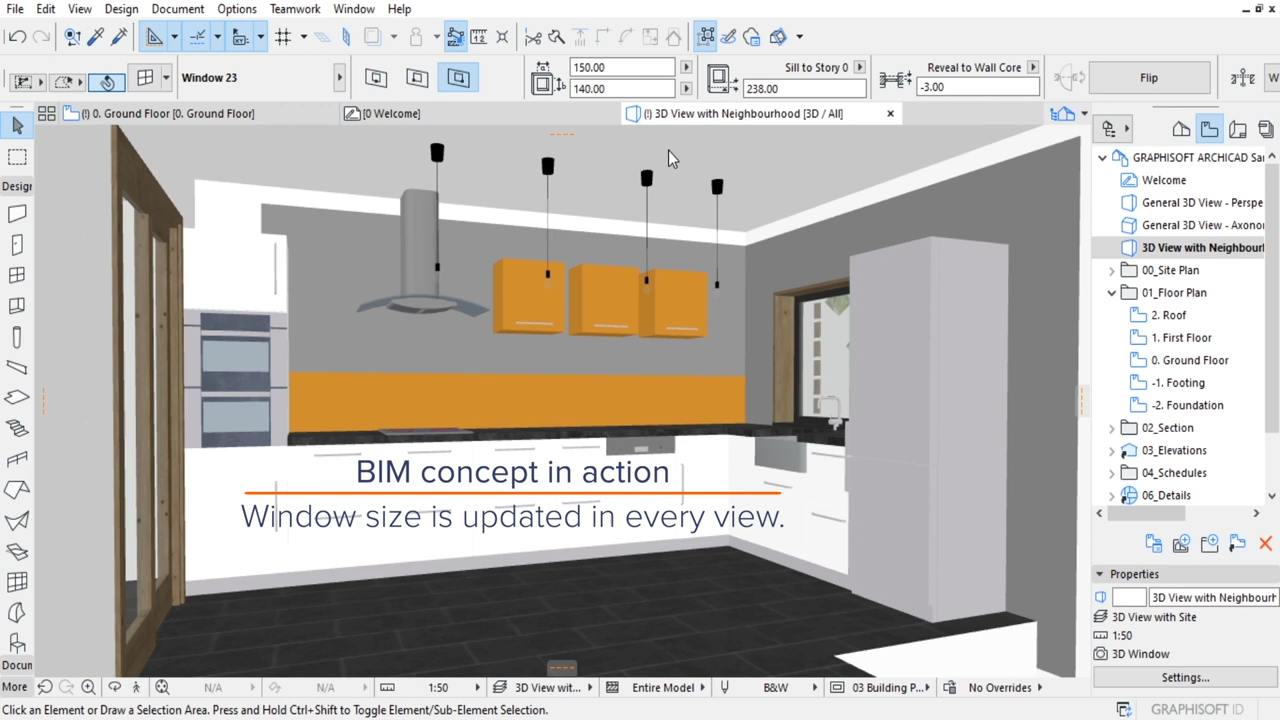 File Edit View Design Document Options Teamwork Window Help
Window 23
150.00
140.00
Sill to Story 0
238.00
Reveal to Wall Core
-3.00
Flip
W
(!) 0. Ground Floor [0. Ground Floor]
[0 Welcome]
(!) 3D View with Neighbourhood [3D / All]
Design
Docum
More
GRAPHISOFT ARCHICAD Sa
Welcome
General 3D View - Perspe
General 3D View - Axono
3D View with Neighbour
00_Site Plan
01_Floor Plan
2. Roof
1. First Floor
0. Ground Floor
-1. Footing
-2. Foundation
02_Section
03_Elevations
04_Schedules
06_Details
BIM concept in action
Window size is updated in every view.
Properties
3D View with Neighbourh
3D View with Site
1:50
3D Window
Settings...
N/A
N/A
1:50
3D View wit...
Entire Model
B&W
03 Building P...
No Overrides
Click an Element or Draw a Selection Area. Press and Hold Ctrl+Shift to Toggle Element/Sub-Element Selection.
GRAPHISOFT ID